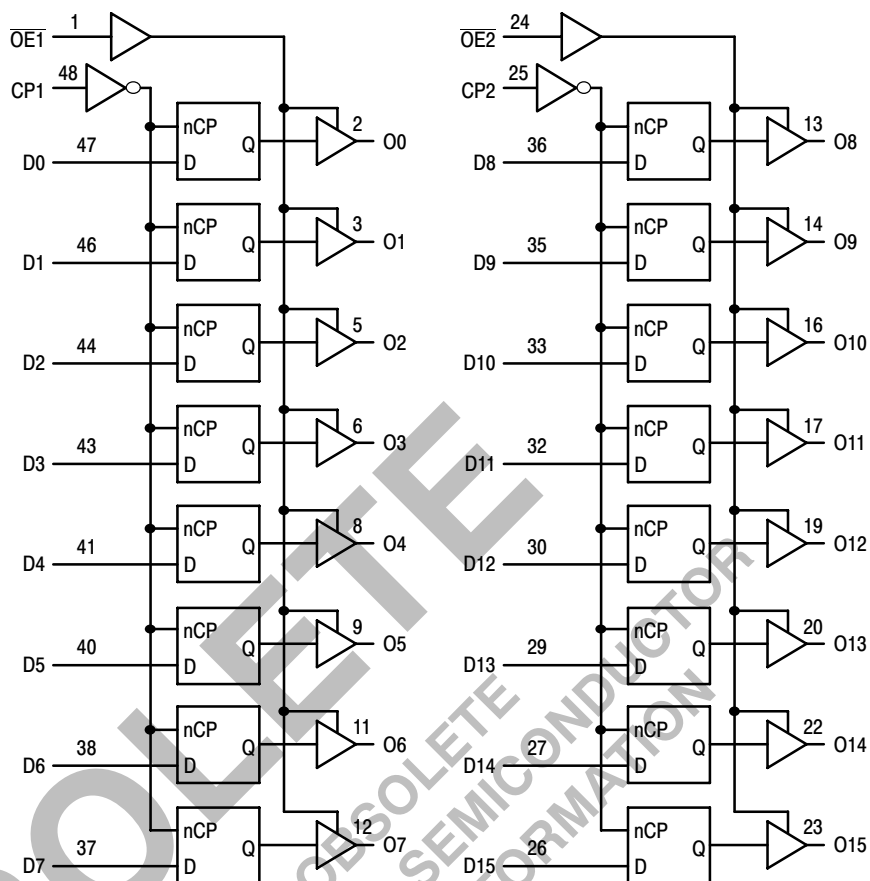 OE1 1
CP1 48
nCP
D0 47 D Q 2 O0
nCP
D1 46 D Q 3 O1
nCP
D2 44 D Q 5 O2
nCP
D3 43 D Q 6 O3
nCP
D4 41 D Q 8 O4
nCP
D5 40 D Q 9 O5
nCP
D6 38 D Q 11 O6
nCP
D7 37 D Q 12 O7
OE2 24
CP2 25
nCP
D8 36 D Q 13 O8
nCP
D9 35 D Q 14 O9
nCP
D10 33 D Q 16 O10
nCP
D11 32 D Q 17 O11
nCP
D12 30 D Q 19 O12
nCP
D13 29 D Q 20 O13
nCP
D14 27 D Q 22 O14
nCP
D15 26 D Q 23 O15
OBSOLETE
SEMICONDUCTOR